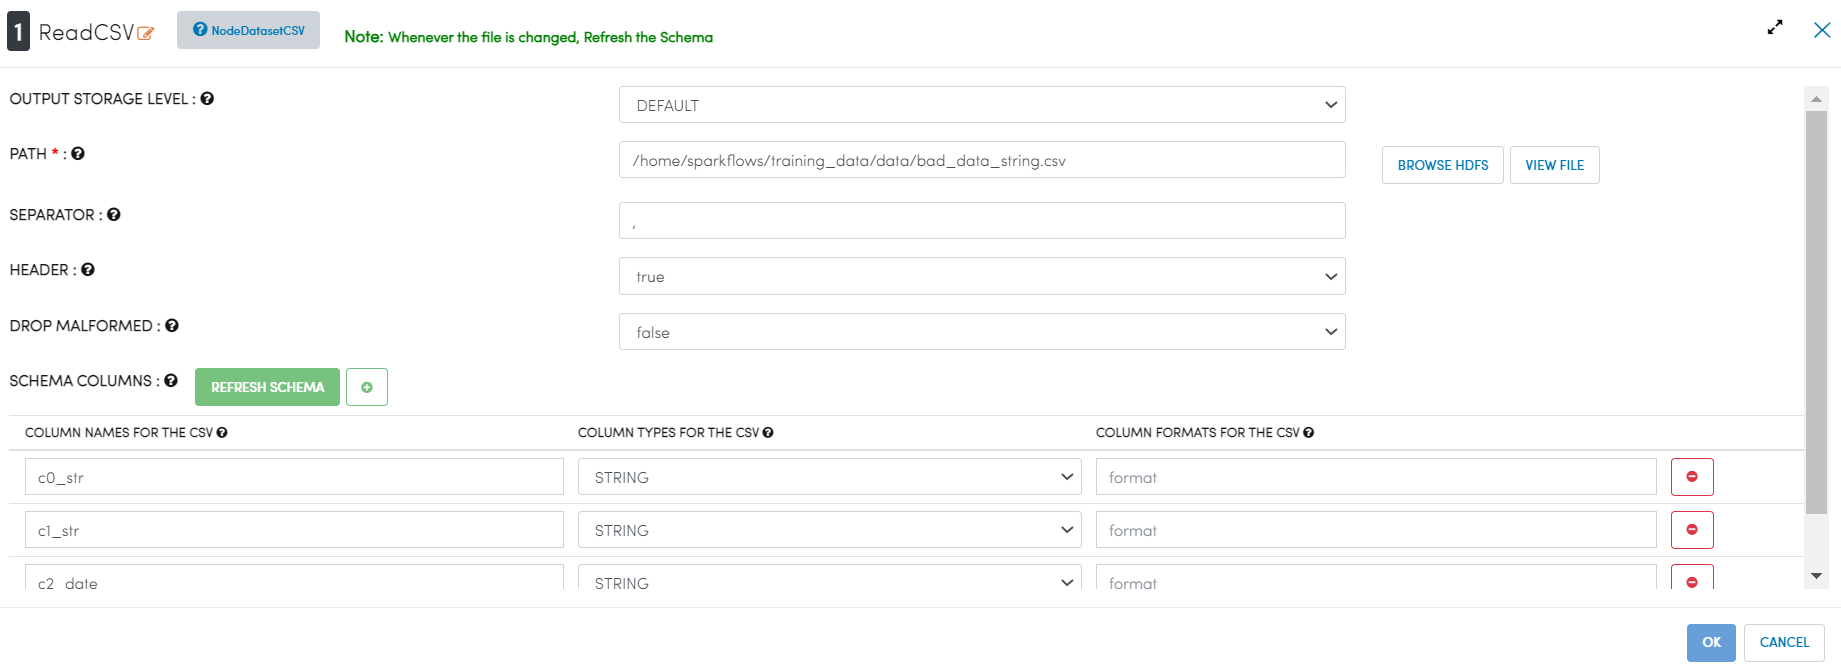 1 ReadCSV NodeDatasetCSV Note: Whenever the file is changed, Refresh the Schema
OUTPUT STORAGE LEVEL : DEFAULT
PATH * : /home/sparkflows/training_data/data/bad_data_string.csv BROWSE HDFS VIEW FILE
SEPARATOR : ,
HEADER : true
DROP MALFORMED : false
SCHEMA COLUMNS : REFRESH SCHEMA
COLUMN NAMES FOR THE CSV COLUMN TYPES FOR THE CSV COLUMN FORMATS FOR THE CSV
c0_str STRING format
c1_str STRING format
c2_date STRING format
OK CANCEL